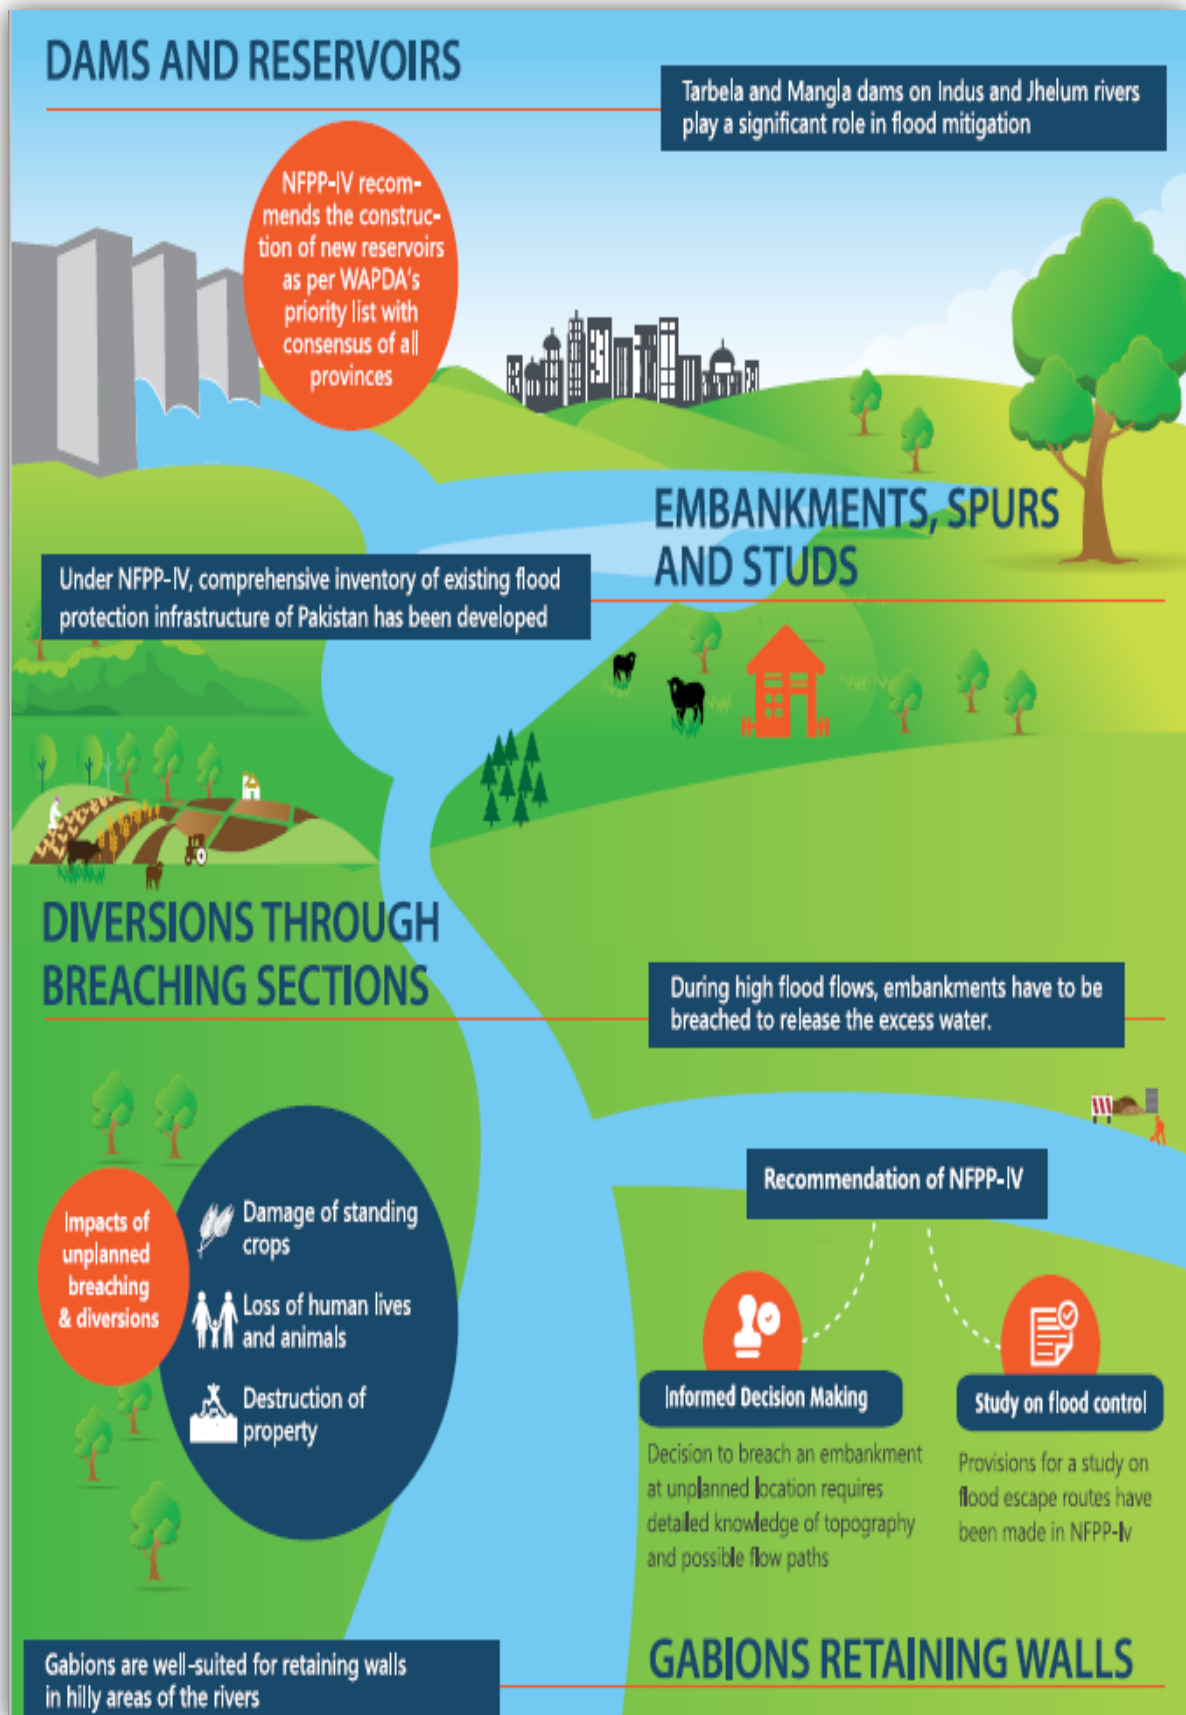 DAMS AND RESERVOIRS
Tarbela and Mangla dams on Indus and Jhelum rivers
play a significant role in flood mitigation
NFPP-IV recom-
mends the construc-
tion of new reservoirs
as per WAPDA's
priority list with
consensus of all
provinces
EMBANKMENTS, SPURS
AND STUDS
Under NFPP-IV, comprehensive inventory of existing flood
protection infrastructure of Pakistan has been developed
DIVERSIONS THROUGH
BREACHING SECTIONS
During high flood flows, embankments have to be
breached to release the excess water.
Impacts of
unplanned
breaching
& diversions
Damage of standing
crops
Loss of human lives
and animals
Destruction of
property
Recommendation of NFPP-IV
Informed Decision Making
Decision to breach an embankment
at unplanned location requires
detailed knowledge of topography
and possible flow paths
Study on flood control
Provisions for a study on
flood escape routes have
been made in NFPP-Iv
GABIONS RETAINING WALLS
Gabions are well-suited for retaining walls
in hilly areas of the rivers